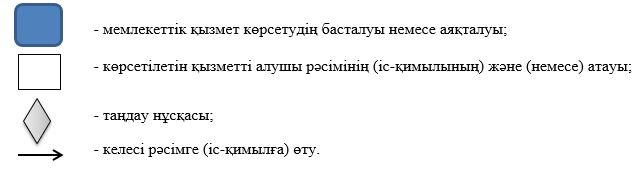 - мемлекеттік қызмет көрсетудің басталуы немесе аяқталуы;
- көрсетілетін қызметті алушы рәсімінің (іс-қимылының) және (немесе) атауы;
- таңдау нұсқасы;
- келесі рәсімге (іс-қимылға) өту.